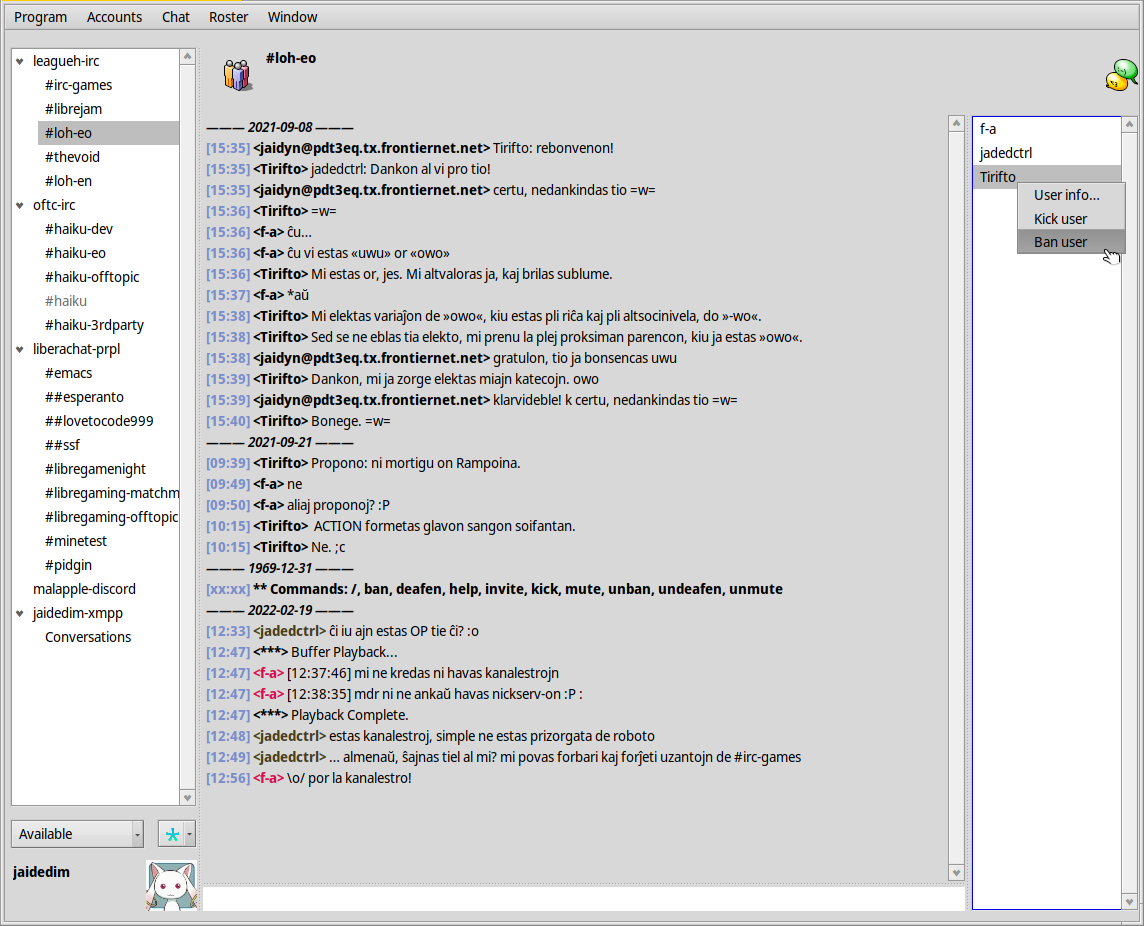 Program Accounts Chat Roster Window
leagueh-irc
#irc-games
#librejam
#loh-eo
#thevoid
#loh-en
oftc-irc
#haiku-dev
#haiku-eo
#haiku-offtopic
#haiku
#haiku-3rdparty
liberachat-prpl
#emacs
##esperanto
##lovetocode999
##ssf
#libregamenight
#libregaming-matchm
#libregaming-offtopic
#minetest
#pidgin
malapple-discord
jaidedim-xmpp
Conversations
Available
jaidedim
#loh-eo
——— 2021-09-08 ———
[15:35] <jaidyn@pdt3eq.tx.frontiernet.net> Tirifto: rebonvenon!
[15:35] <Tirifto> jadedctrl: Dankon al vi pro tio!
[15:35] <jaidyn@pdt3eq.tx.frontiernet.net> certu, nedankindas tio =w=
[15:36] <Tirifto> =w=
[15:36] <f-a> ĉu...
[15:36] <f-a> ĉu vi estas «uwu» or «owo»
[15:36] <Tirifto> Mi estas or, jes. Mi altvaloras ja, kaj brilas sublume.
[15:37] <f-a> *aŭ
[15:38] <Tirifto> Mi elektas variaĵon de »owo«, kiu estas pli riĉa kaj pli altsocinivela, do »-wo«.
[15:38] <Tirifto> Sed se ne eblas tia elekto, mi prenu la plej proksiman parencon, kiu ja estas »owo«.
[15:38] <jaidyn@pdt3eq.tx.frontiernet.net> gratulon, tio ja bonsencas uwu
[15:39] <Tirifto> Dankon, mi ja zorge elektas miajn katecojn. owo
[15:39] <jaidyn@pdt3eq.tx.frontiernet.net> klarvideble! k certu, nedankindas tio =w=
[15:40] <Tirifto> Bonege. =w=
——— 2021-09-21 ———
[09:39] <Tirifto> Propono: ni mortigu on Rampoina.
[09:49] <f-a> ne
[09:50] <f-a> aliaj proponoj? :P
[10:15] <Tirifto> ACTION formetas glavon sangon soifantan.
[10:15] <Tirifto> Ne. ;c
——— 1969-12-31 ———
[xx:xx] ** Commands: /, ban, deafen, help, invite, kick, mute, unban, undeafen, unmute
——— 2022-02-19 ———
[12:33] <jadedctrl> ĉi iu ajn estas OP tie ĉi? :o
[12:47] <***> Buffer Playback...
[12:47] <f-a> [12:37:46] mi ne kredas ni havas kanalestrojn
[12:47] <f-a> [12:38:35] mdr ni ne ankaŭ havas nickserv-on :P :
[12:47] <***> Playback Complete.
[12:48] <jadedctrl> estas kanalestroj, simple ne estas prizorgata de roboto
[12:49] <jadedctrl> ... almenaŭ, ŝajnas tiel al mi? mi povas forbari kaj forĵeti uzantojn de #irc-games
[12:56] <f-a> \o/ por la kanalestro!
f-a
jadedctrl
Tirifto
User info...
Kick user
Ban user